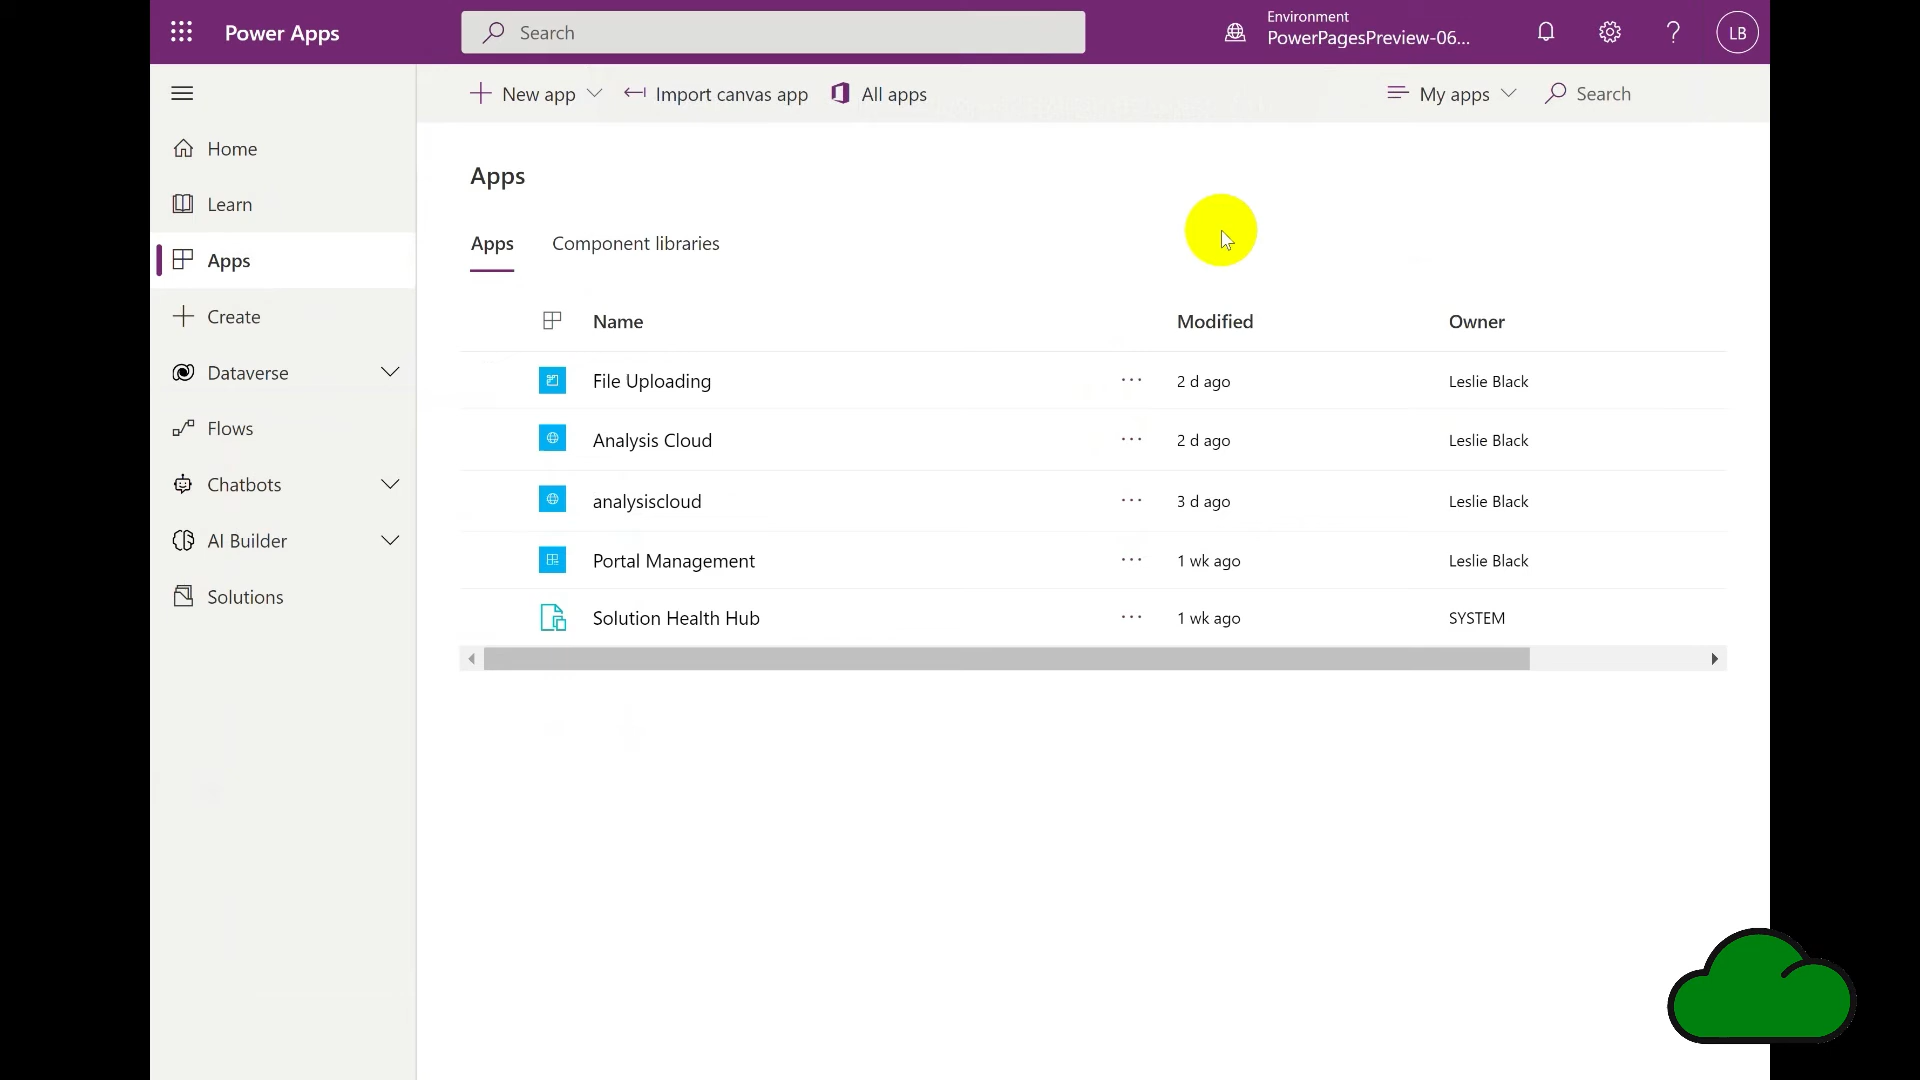 Power Apps
Search
Environment
PowerPagesPreview-06...
?
LB
New app
Import canvas app
All apps
My apps
Search
Home
Learn
Apps
Create
Dataverse
Flows
Chatbots
AI Builder
Solutions
Apps
Apps Component libraries
Name Modified Owner
File Uploading ... 2 d ago Leslie Black
Analysis Cloud ... 2 d ago Leslie Black
analysiscloud ... 3 d ago Leslie Black
Portal Management ... 1 wk ago Leslie Black
Solution Health Hub ... 1 wk ago SYSTEM